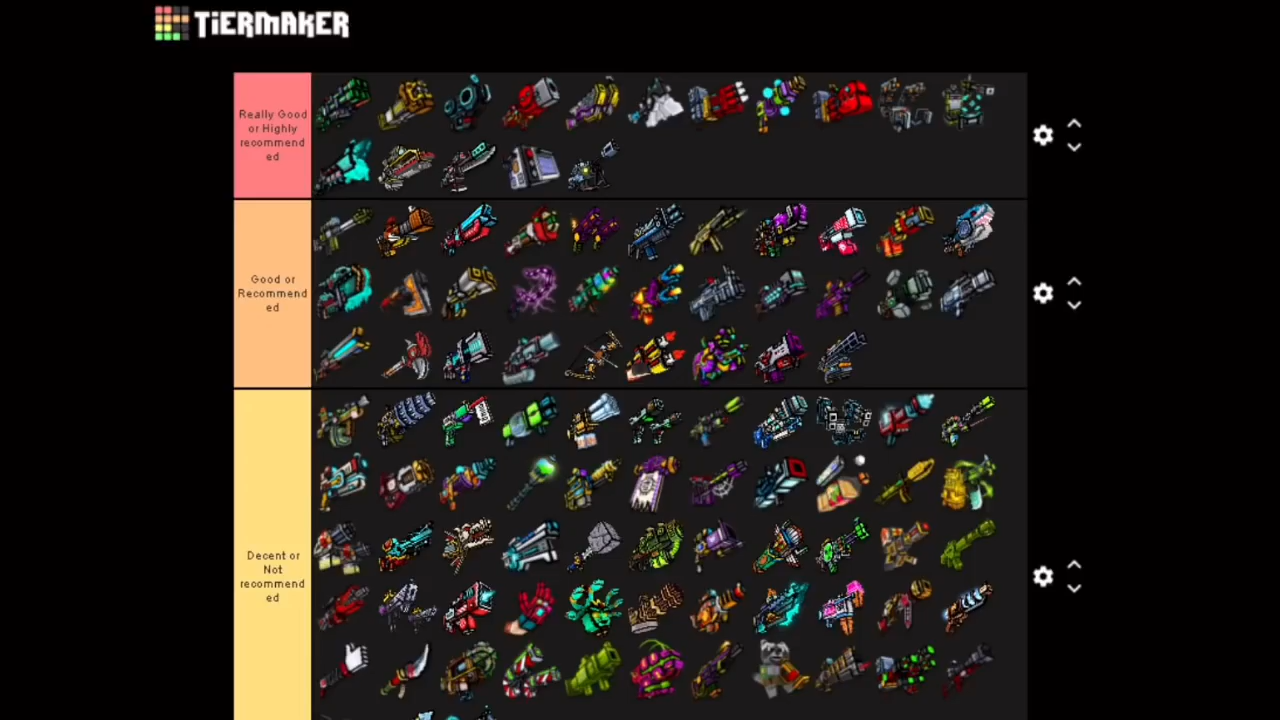 TiERMAKER
Really Good
or Highly
recommend
ed
Good or
Recommend
ed
Decent or
Not
recommend
ed